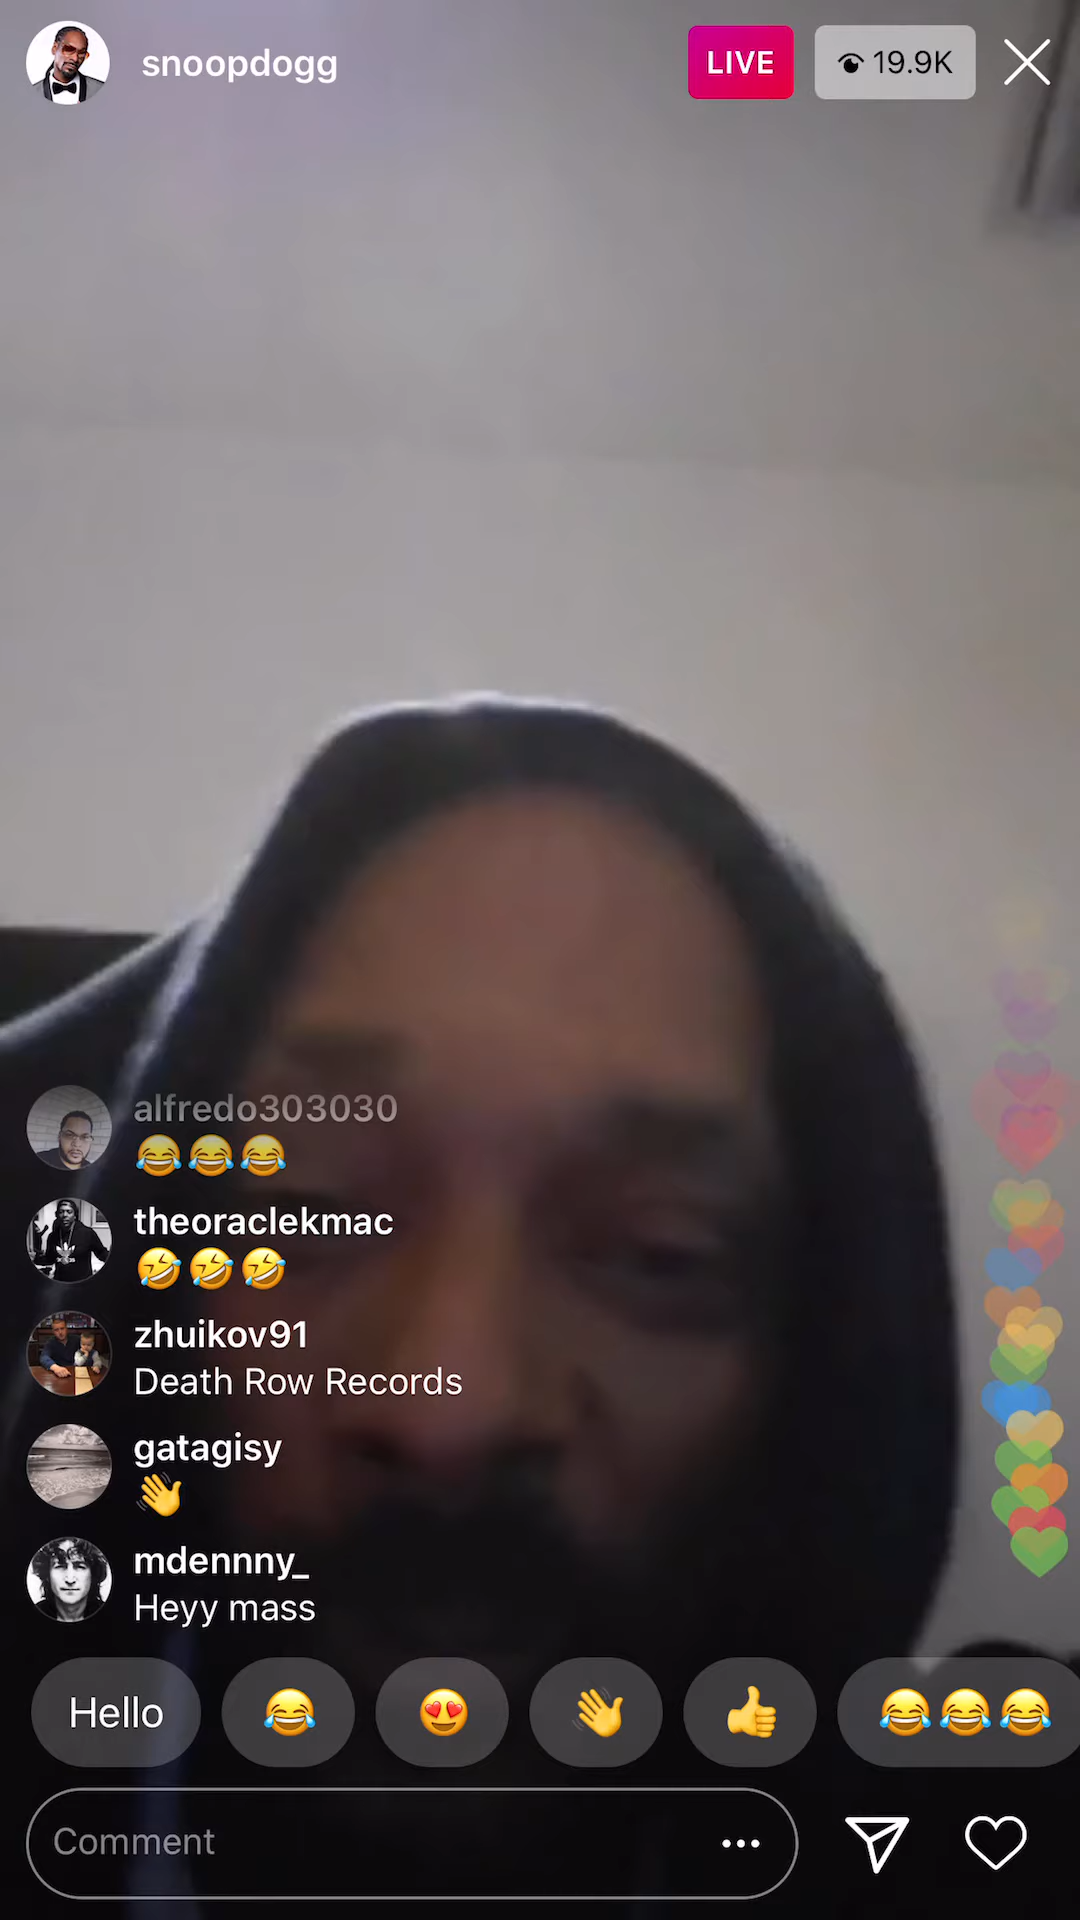 snoopdogg
LIVE
19.9K
alfredo303030
😂😂😂
theoraclekmac
🤣🤣🤣
zhuikov91
Death Row Records
gatagisy
👋
mdennny_
Heyy mass
Hello 😂 😍 👋 👍 😂😂😂
Comment